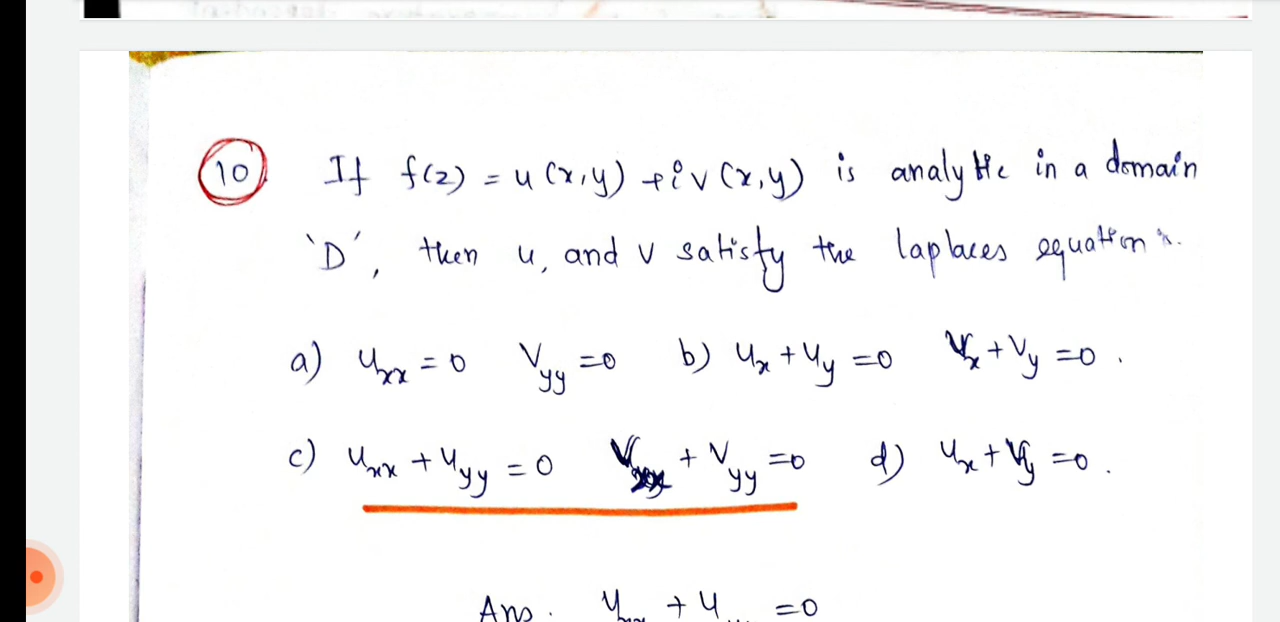 10 If f(z) = u(x,y) + i v(x,y) is analytic in a domain
'D', then u, and v satisfy the laplaces equation
a) uxx = 0 Vyy = 0 b) ux + uy = 0 Vx + Vy = 0 .
c) uxx + uyy = 0 Vxx + Vyy = 0 d) ux + Vy = 0 .
Ans . uxx + u =0